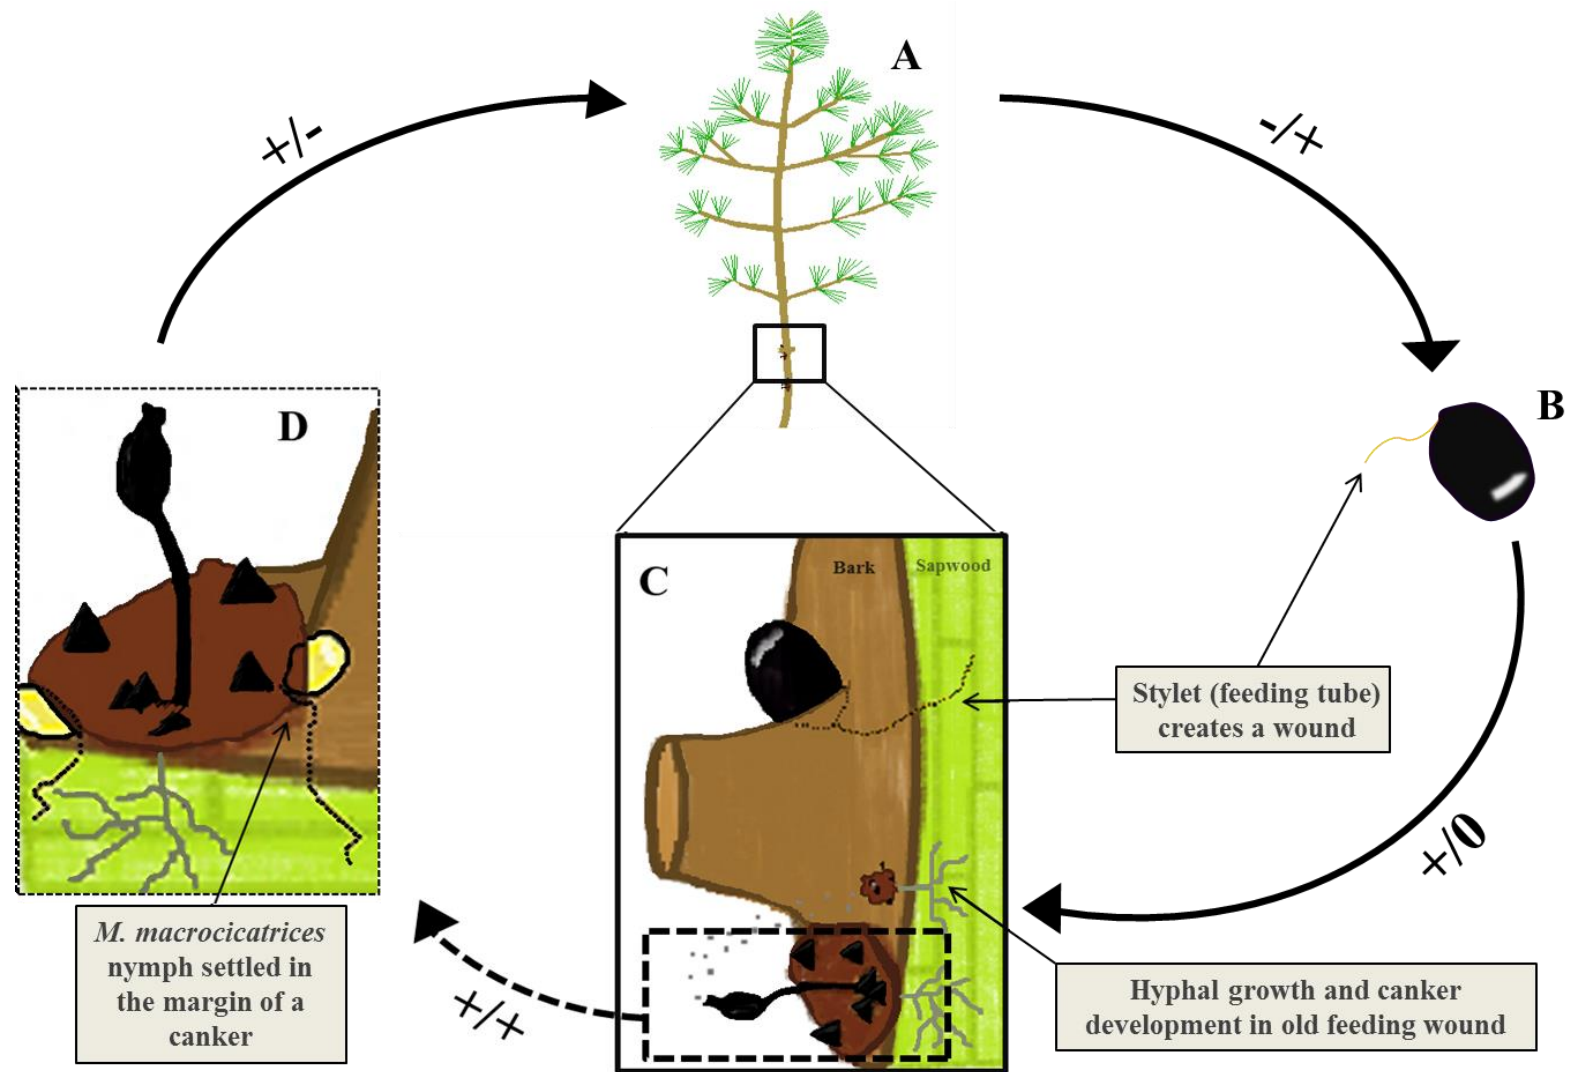 A
+/-
-/+
B
D
C
Bark
Sapwood
Stylet (feeding tube)
creates a wound
+/0
M. macrocicatrices
nymph settled in
the margin of a
canker
+/+
Hyphal growth and canker
development in old feeding wound